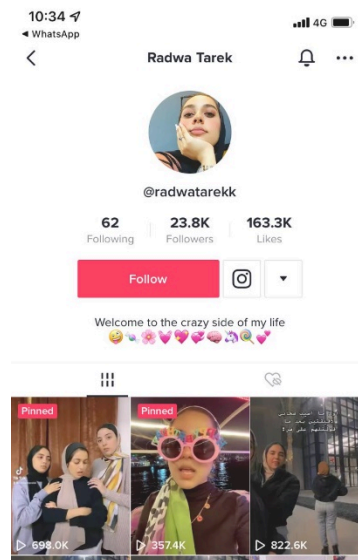 10:34
4G
◀ WhatsApp
Radwa Tarek
@radwatarekk
62 23.8K 163.3K
Following Followers Likes
Follow
Welcome to the crazy side of my life
Pinned Pinned
698.0K 357.4K 822.6K